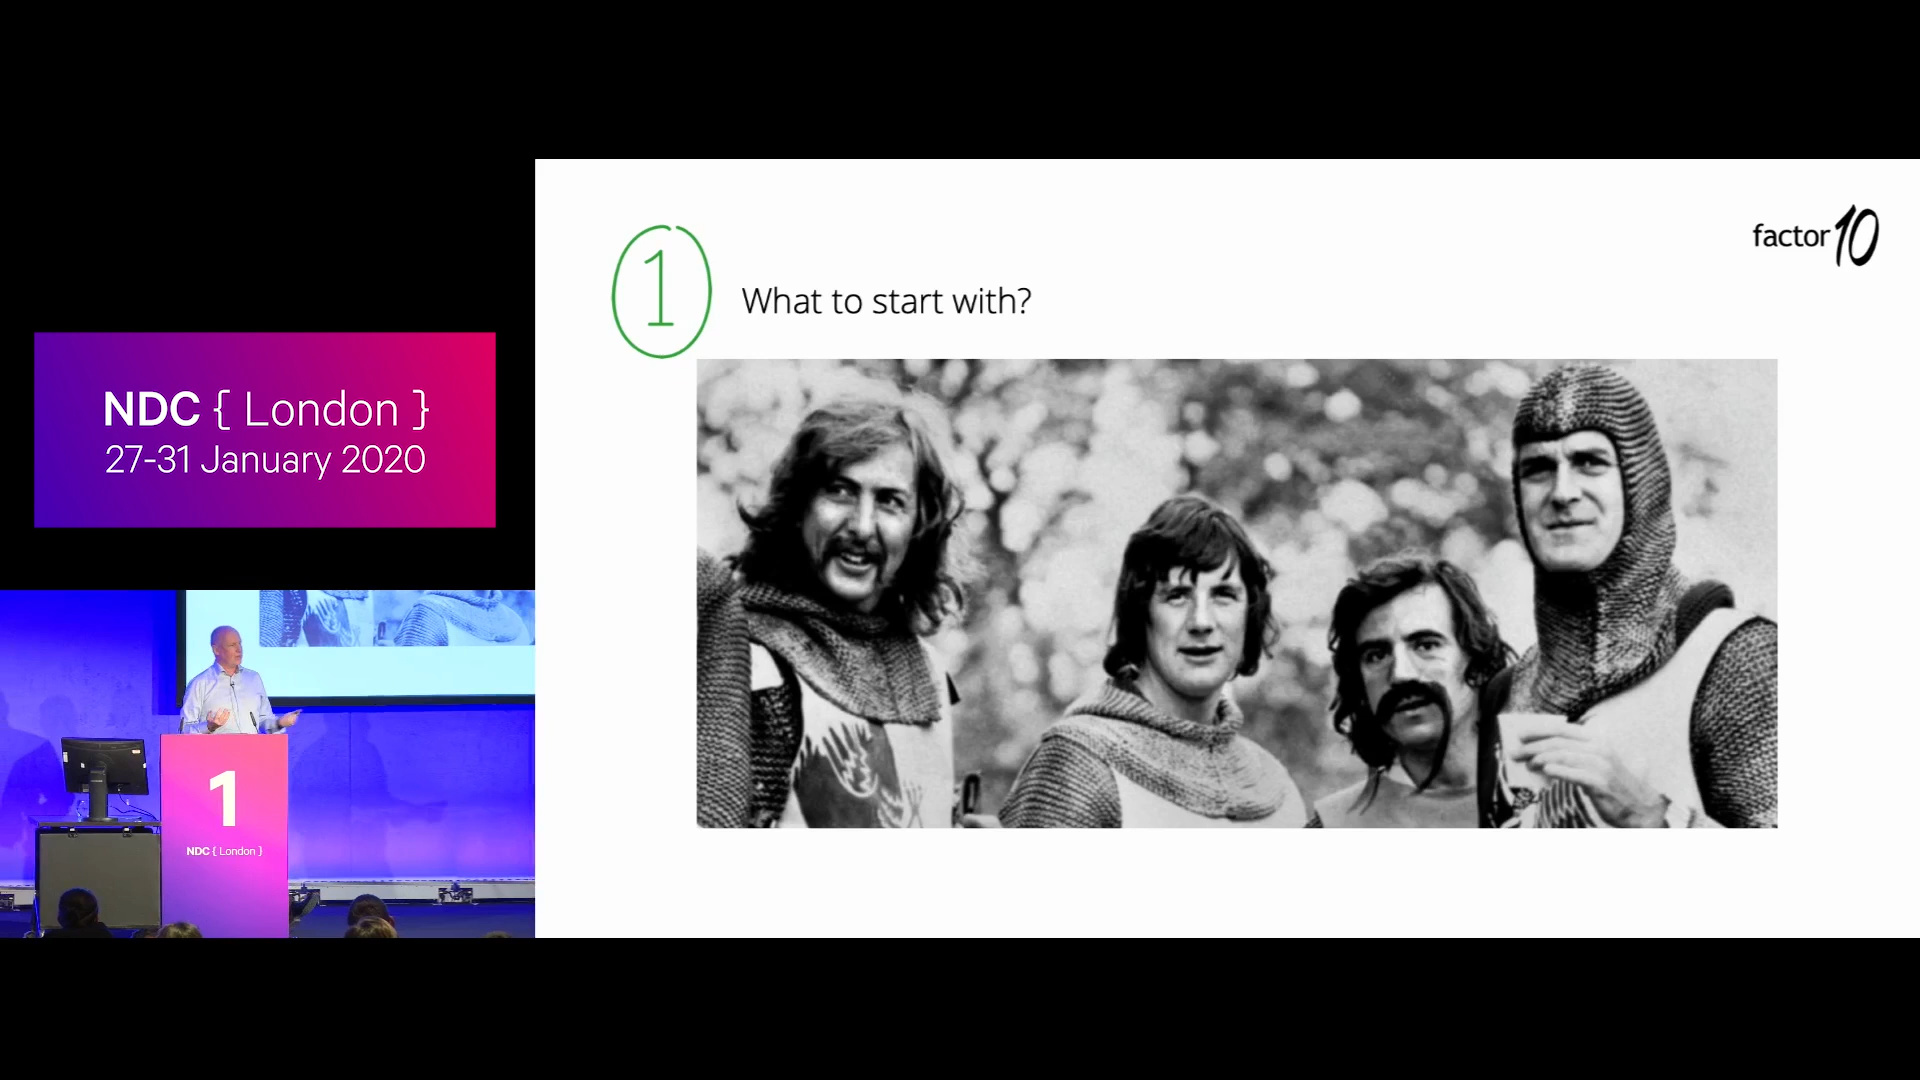 NDC { London }
27-31 January 2020
1
NDC { London }
1
What to start with?
factor10